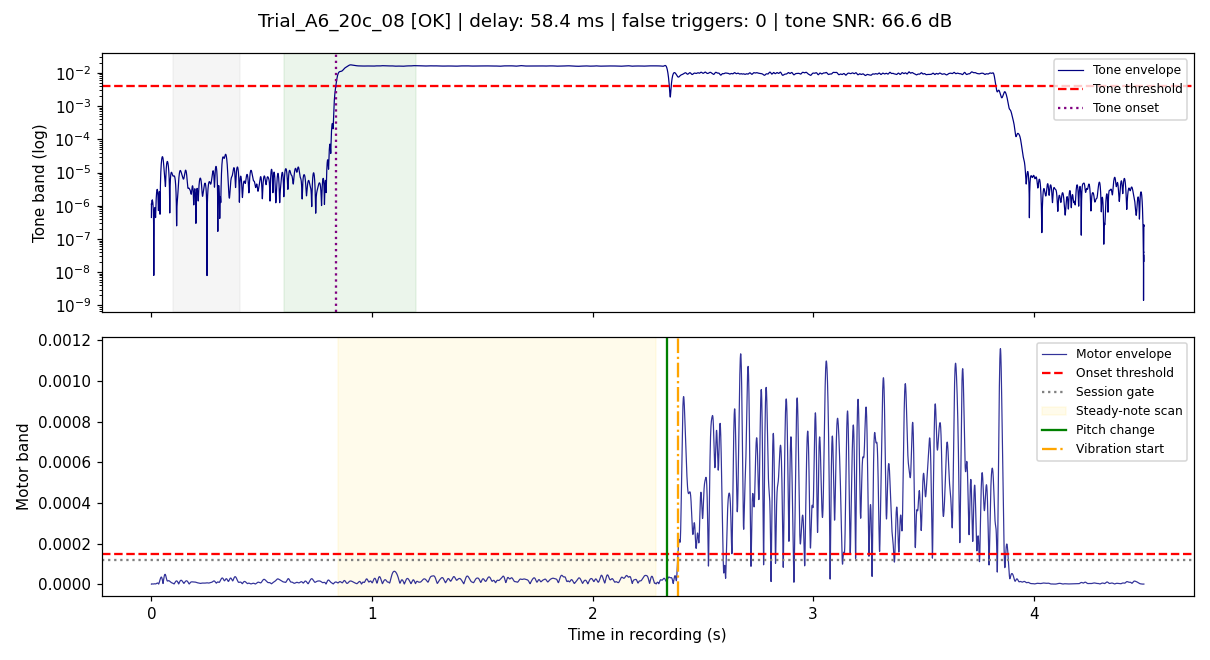 Trial_A6_20c_08 [OK] | delay: 58.4 ms | false triggers: 0 | tone SNR: 66.6 dB
Tone band (log)
10⁻²
10⁻³
10⁻⁴
10⁻⁵
10⁻⁶
10⁻⁷
10⁻⁸
10⁻⁹
Tone envelope
Tone threshold
Tone onset
Motor band
0.0012
0.0010
0.0008
0.0006
0.0004
0.0002
0.0000
Motor envelope
Onset threshold
Session gate
Steady-note scan
Pitch change
Vibration start
0 1 2 3 4
Time in recording (s)